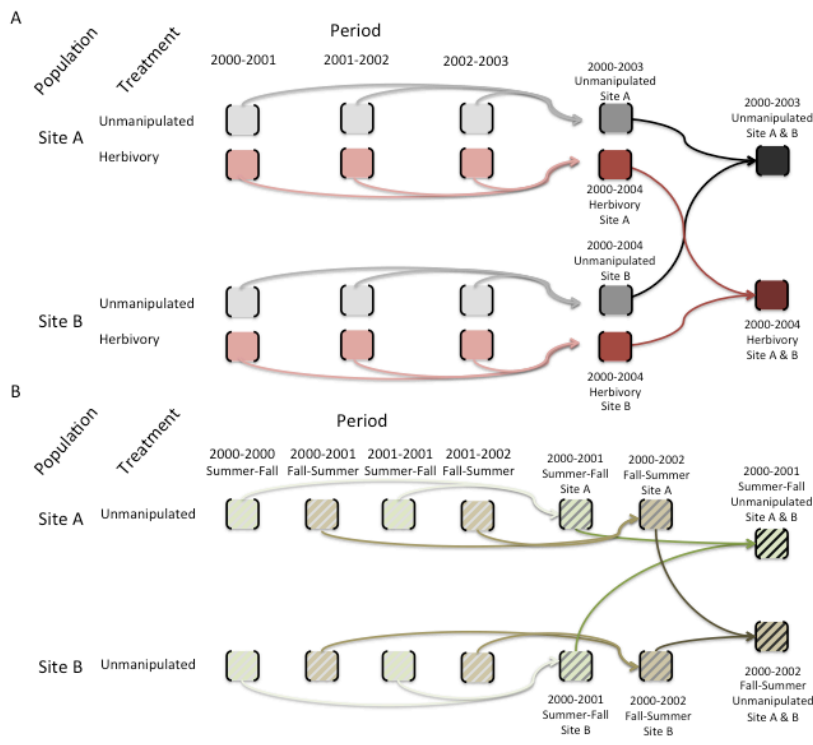 A
Period
Population
Treatment
2000-2001
2001-2002
2002-2003
2000-2003
Unmanipulated
Site A
2000-2003
Unmanipulated
Site A & B
Site A
Unmanipulated
Herbivory
2000-2004
Herbivory
Site A
2000-2004
Unmanipulated
Site B
Site B
Unmanipulated
Herbivory
2000-2004
Herbivory
Site A & B
2000-2004
Herbivory
Site B
B
Period
Population
Treatment
2000-2000
Summer-Fall
2000-2001
Fall-Summer
2001-2001
Summer-Fall
2001-2002
Fall-Summer
2000-2001
Summer-Fall
Site A
2000-2002
Fall-Summer
Site A
2000-2001
Summer-Fall
Unmanipulated
Site A & B
Site A
Unmanipulated
Site B
Unmanipulated
2000-2001
Summer-Fall
Site B
2000-2002
Fall-Summer
Site B
2000-2002
Fall-Summer
Unmanipulated
Site A & B